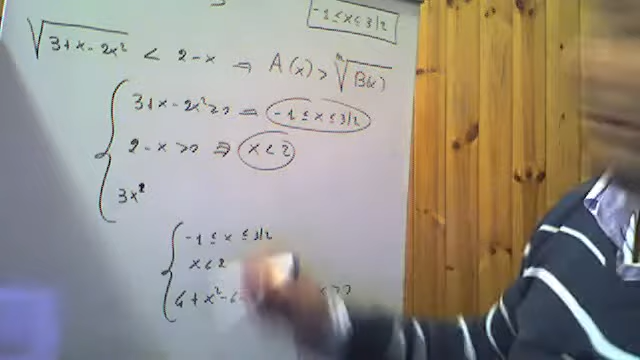 -1 ≤ x ≤ 3/2
√(3+x-2x²) < 2-x ⇒ A(x) > ⁿ√B(x)
3+x-2x² ≥0 ⇒ -1 ≤ x ≤ 3/2
2-x >0 ⇒ x < 2
3x²
-1 ≤ x ≤ 3/2
x < 2
4+x²-4